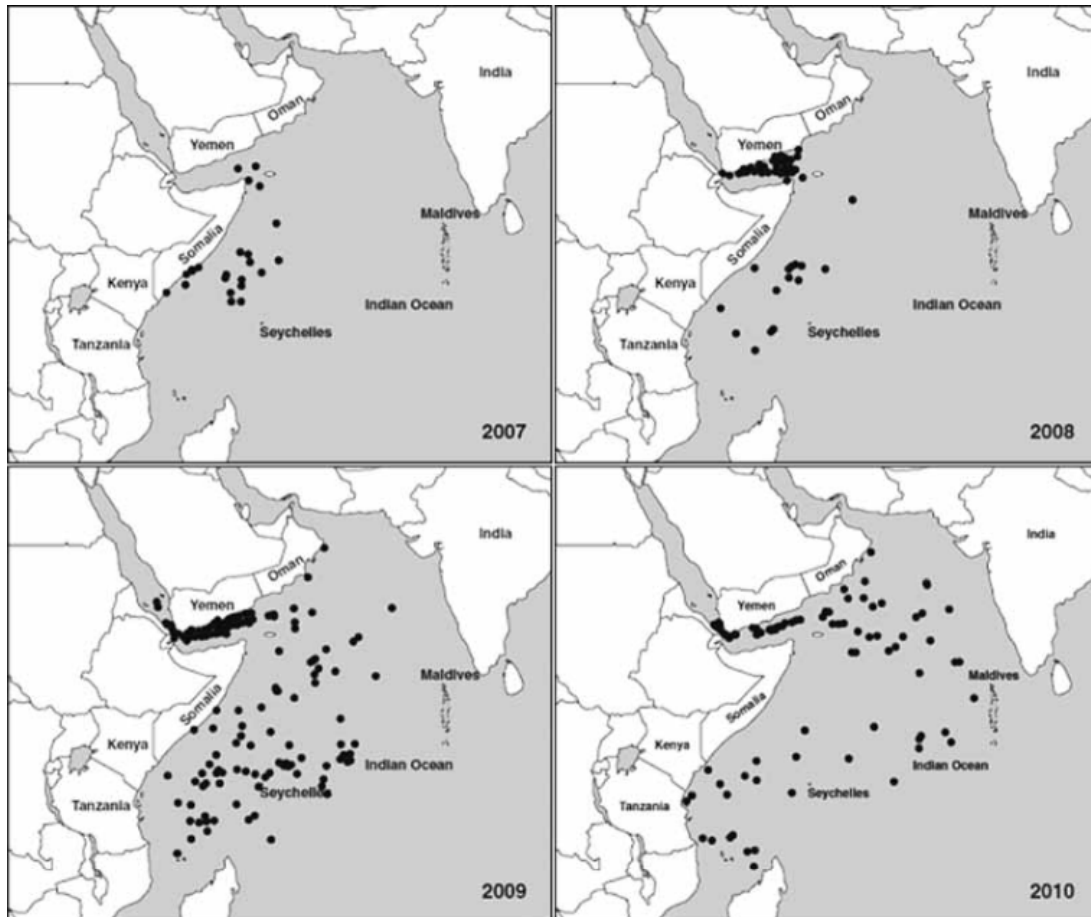 India
Oman
Yemen
Maldives
Somalia
Kenya
Indian Ocean
Seychelles
Tanzania
2007
India
Oman
Yemen
Maldives
Somalia
Kenya
Indian Ocean
Seychelles
Tanzania
2008
India
Oman
Yemen
Maldives
Somalia
Kenya
Indian Ocean
Seychelles
Tanzania
2009
India
Oman
Yemen
Maldives
Somalia
Kenya
Indian Ocean
Seychelles
Tanzania
2010